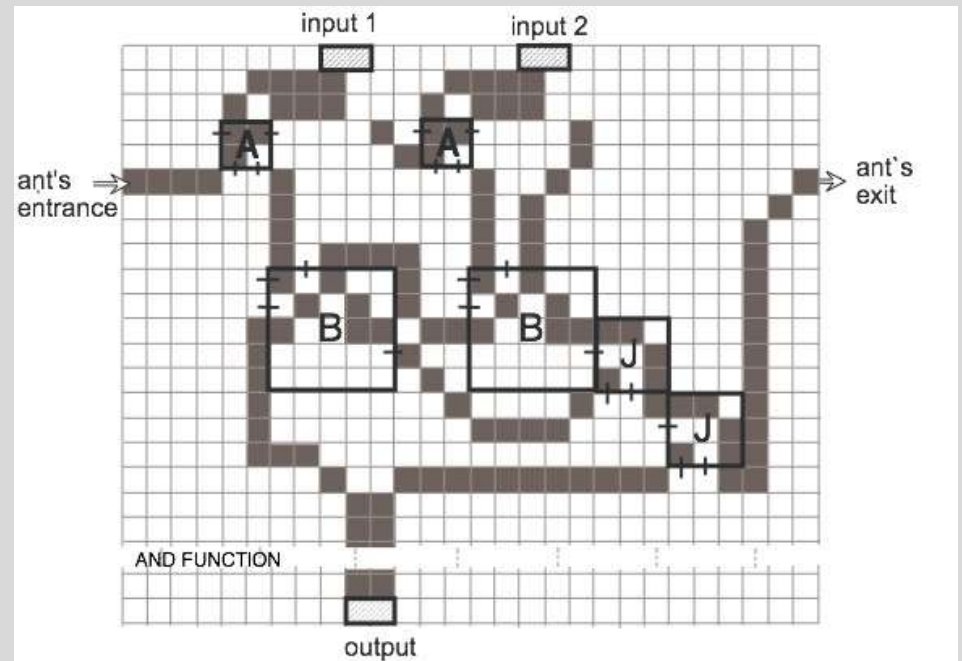 input 1
input 2
A
A
ant's
entrance
ant`s
exit
B
B
J
J
AND FUNCTION
output